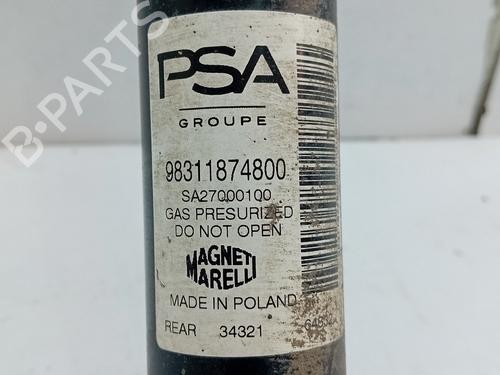 PSA
GROUPE
98311874800
SA27000100
GAS PRESURIZED
DO NOT OPEN
MAGNETI
MARELLI
MADE IN POLAND
REAR 34321
B-PARTS